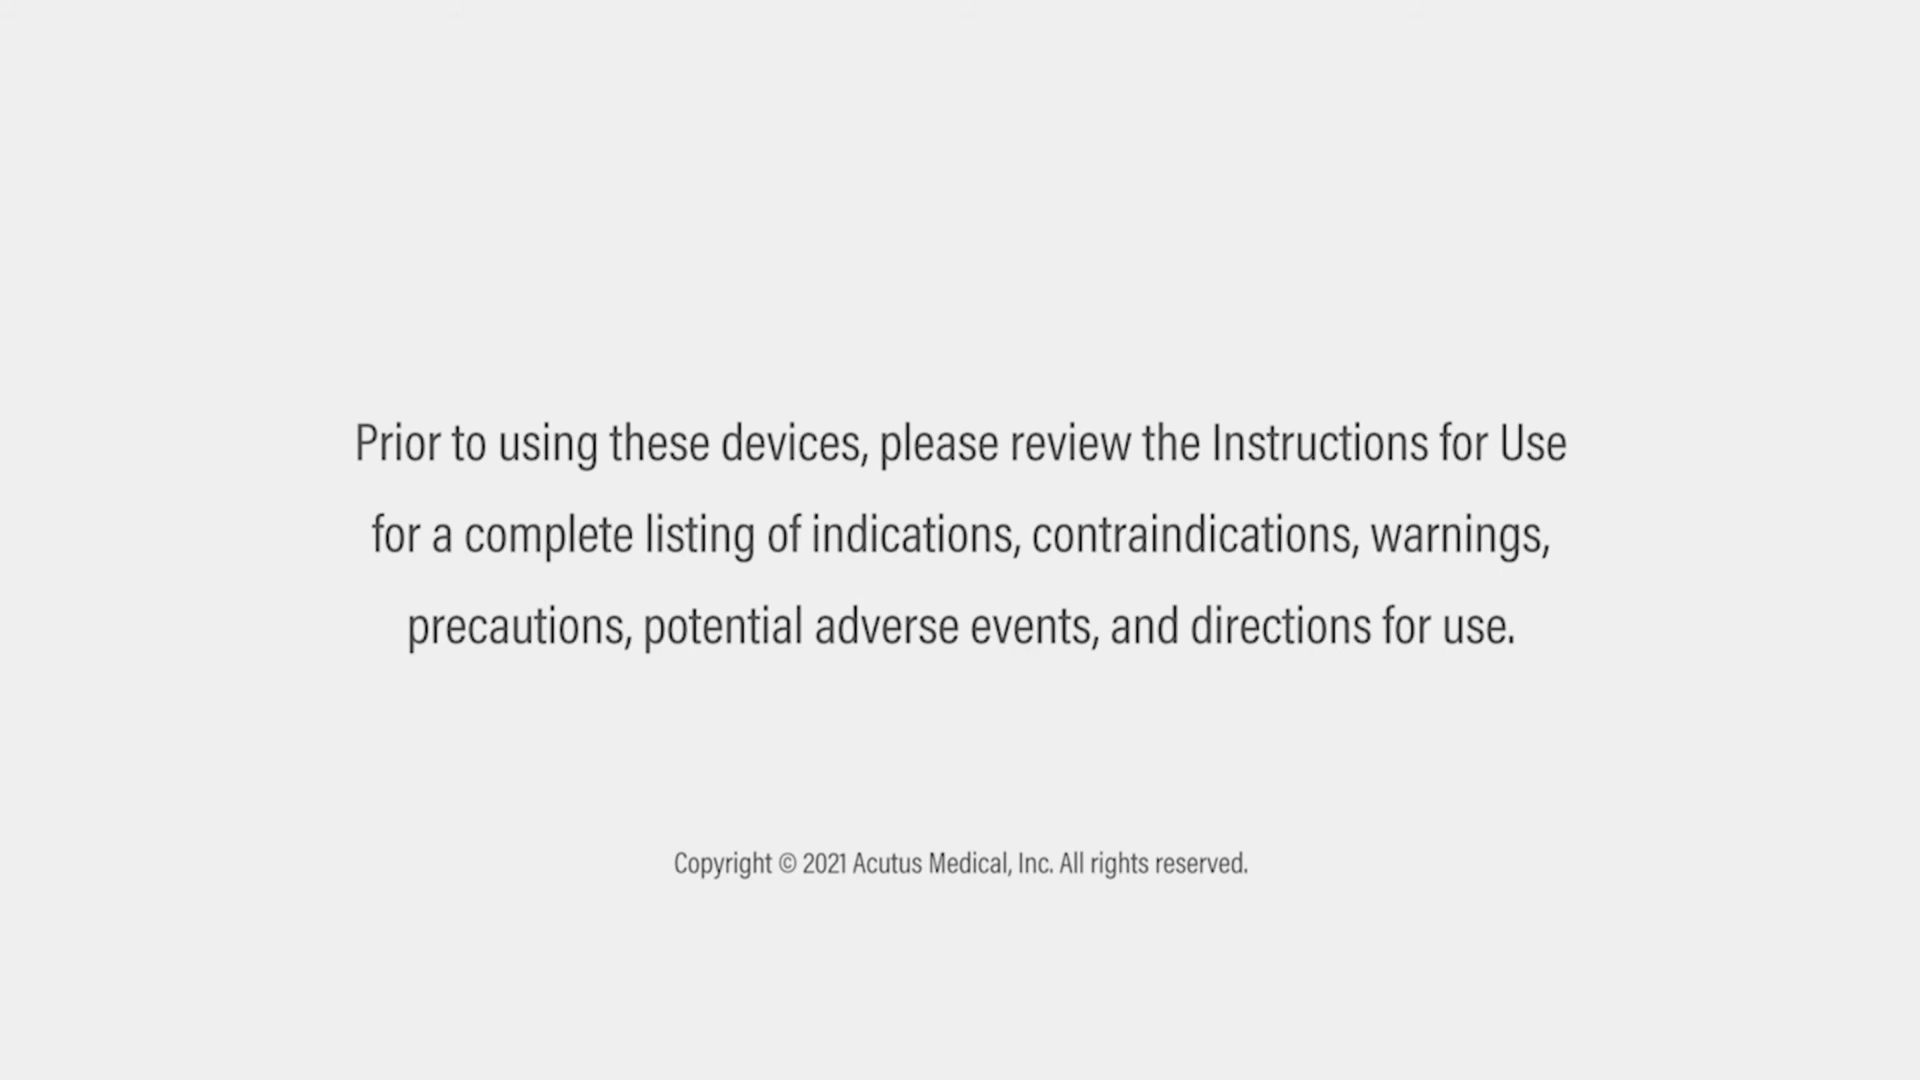 Prior to using these devices, please review the Instructions for Use
for a complete listing of indications, contraindications, warnings,
precautions, potential adverse events, and directions for use.
Copyright © 2021 Acutus Medical, Inc. All rights reserved.